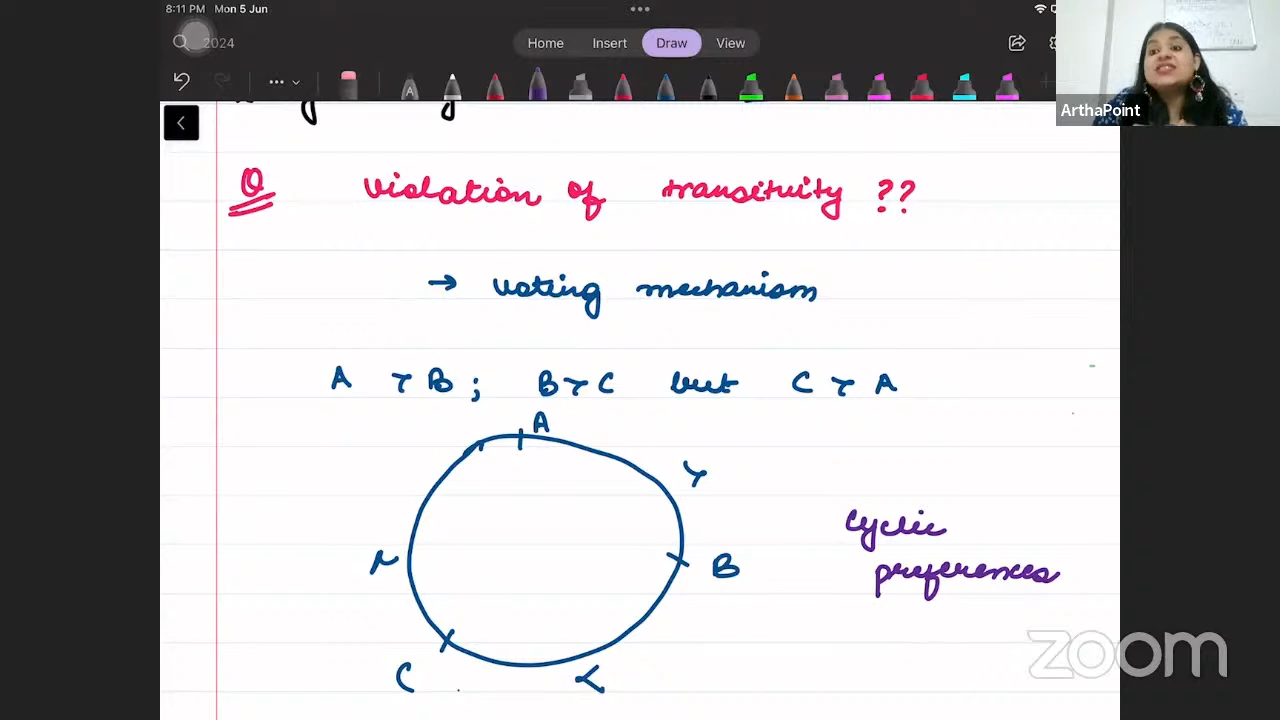 8:11 PM Mon 5 Jun
2024
Home Insert Draw View
ArthaPoint
Q violation of transitivity ??
→ voting mechanism
A ≻ B ; B ≻ C but C ≻ A
A
≻
B
cyclic
preferences
C
zoom